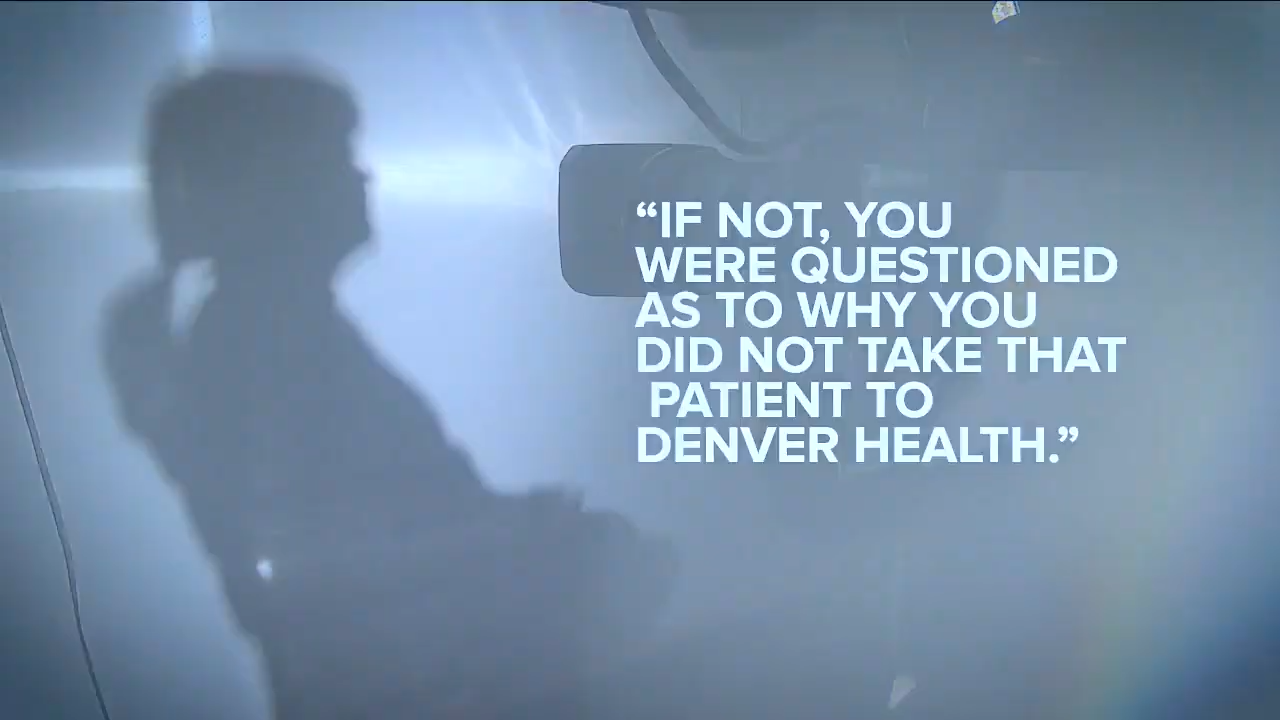 “IF NOT, YOU
WERE QUESTIONED
AS TO WHY YOU
DID NOT TAKE THAT
PATIENT TO
DENVER HEALTH.”